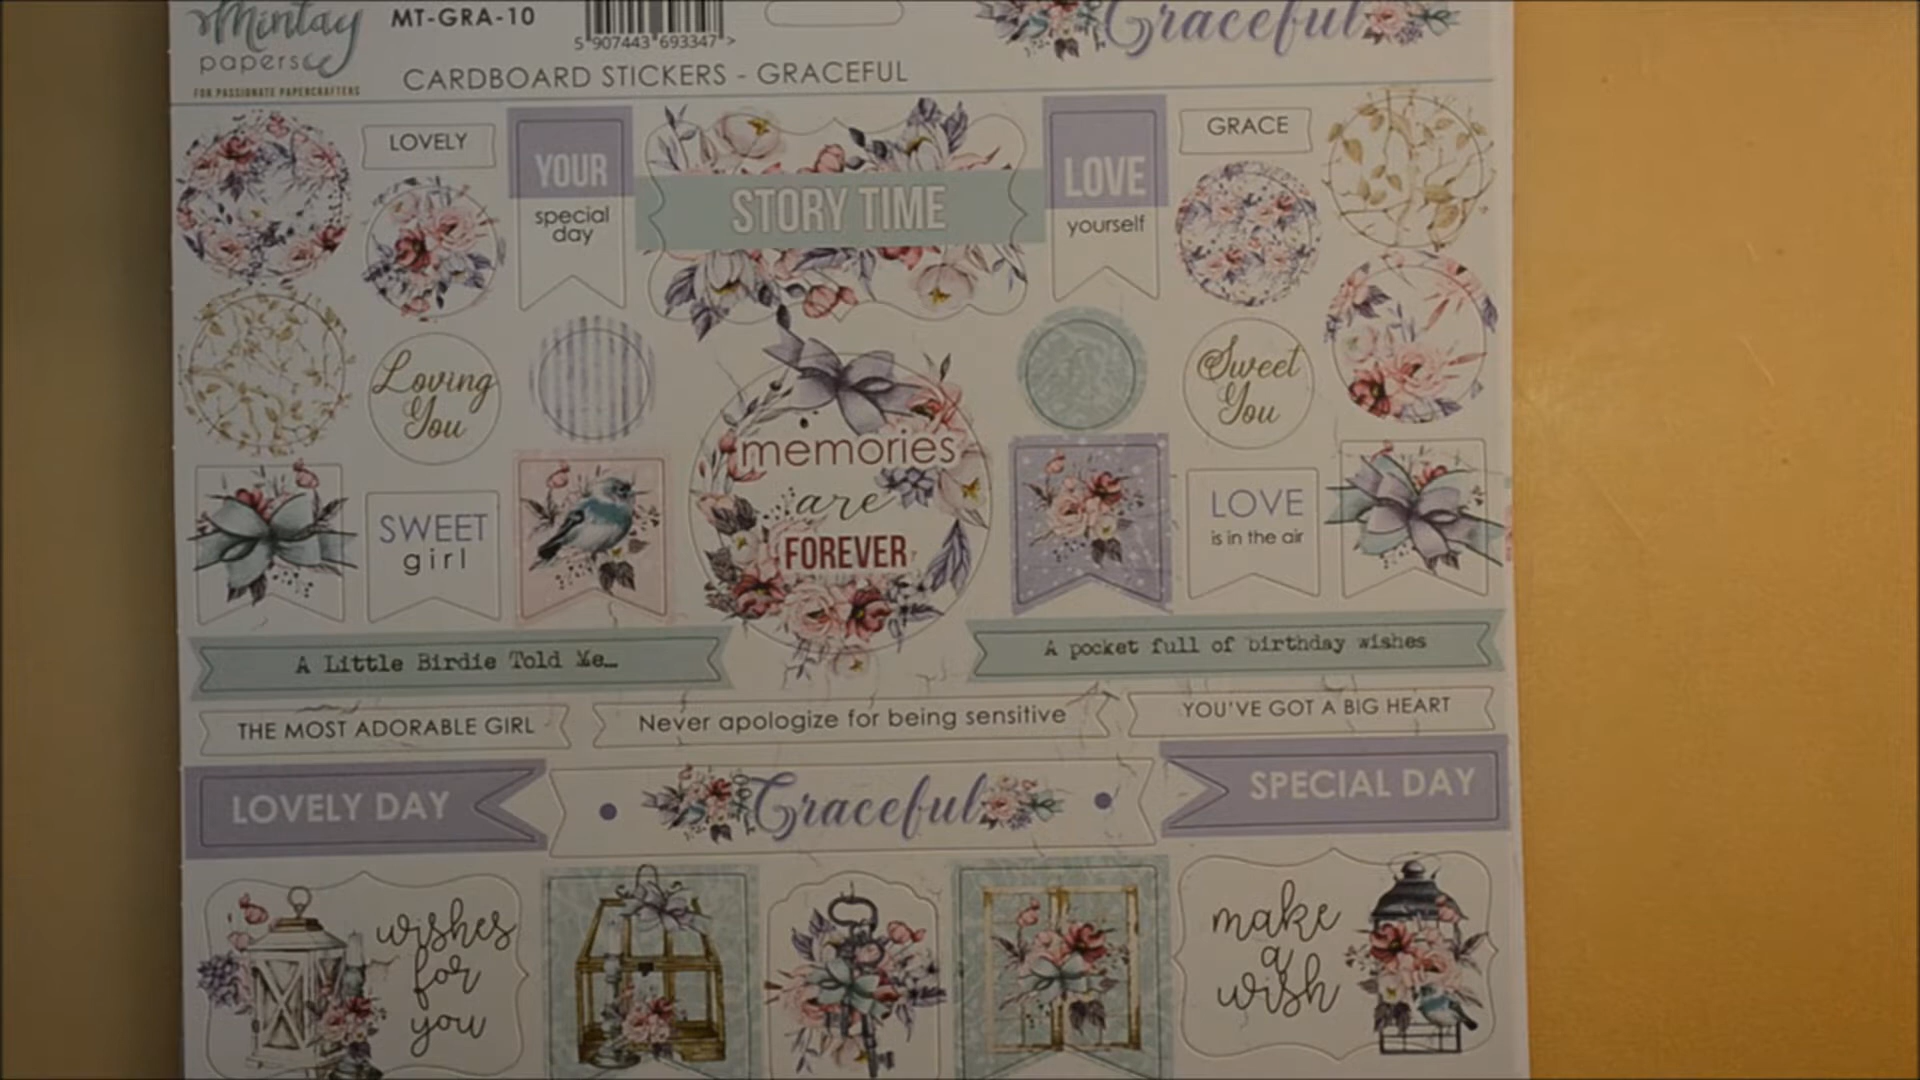 Mintay
papers
FOR PASSIONATE PAPERCRAFTERS
MT-GRA-10
5 907443 693347 >
CARDBOARD STICKERS - GRACEFUL
Graceful
LOVELY
YOUR
special
day
STORY TIME
LOVE
yourself
GRACE
Loving
You
Sweet
You
memories
are
FOREVER
SWEET
girl
LOVE
is in the air
A Little Birdie Told Me...
A pocket full of birthday wishes
THE MOST ADORABLE GIRL
Never apologize for being sensitive
YOU'VE GOT A BIG HEART
LOVELY DAY
Graceful
SPECIAL DAY
wishes
for
you
make
a
wish